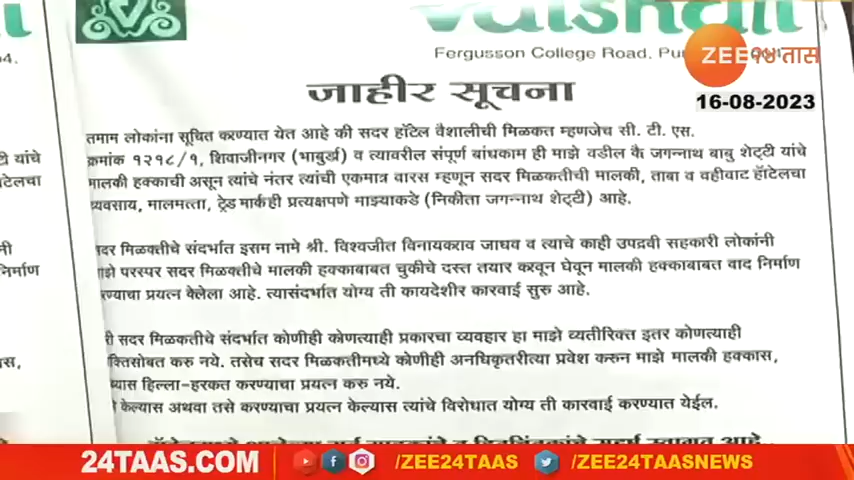 Vaishali
Fergusson College Road, Pu
ZEE २४ तास
16-08-2023
जाहीर सूचना
तमाम लोकांना सूचित करण्यात येत आहे की सदर हॉटेल वैशालीची मिळकत म्हणजेच सी. टी. एस.
क्रमांक १२१८/१, शिवाजीनगर (भाबुर्डा) व त्यावरील संपूर्ण बांधकाम ही माझे वडील कै जगन्नाथ बाबु शेट्टी यांचे
मालकी हक्काची असून त्यांचे नंतर त्यांची एकमात्र वारस म्हणून सदर मिळकतीची मालकी, ताबा व वहीवाट हॉटेलचा
व्यवसाय, मालमत्ता, ट्रेड मार्कही प्रत्यक्षपणे माझ्याकडे (निकीता जगन्नाथ शेट्टी) आहे.
सदर मिळक्तीचे संदर्भात इसम नामे श्री. विश्वजीत विनायकराव जाधव व त्याचे काही उपद्रवी सहकारी लोकांनी
माझे परस्पर सदर मिळक्तीचे मालकी हक्काबाबत चुकीचे दस्त तयार करवून घेवून मालकी हक्काबाबत वाद निर्माण
करण्याचा प्रयत्न केलेला आहे. त्यासंदर्भात योग्य ती कायदेशीर कारवाई सुरु आहे.
री सदर मिळकतीचे संदर्भात कोणीही कोणत्याही प्रकारचा व्यवहार हा माझे व्यतीरिक्त इतर कोणत्याही
क्तिसोबत करु नये. तसेच सदर मिळकतीमध्ये कोणीही अनधिकृतरीत्या प्रवेश करुन माझे मालकी हक्कास,
ब्यास हिल्ला-हरकत करण्याचा प्रयत्न करु नये.
केल्यास अथवा तसे करण्याचा प्रयत्न केल्यास त्यांचे विरोधात योग्य ती कारवाई करण्यात येईल.
24TAAS.COM
/ZEE24TAAS
/ZEE24TAASNEWS